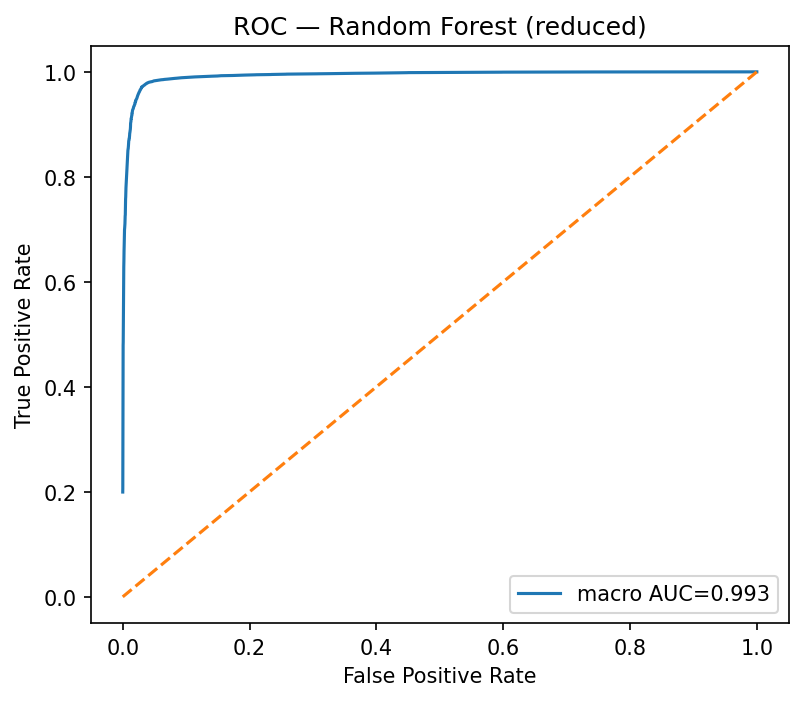 ROC — Random Forest (reduced)
True Positive Rate
1.0
0.8
0.6
0.4
0.2
0.0
macro AUC=0.993
0.0 0.2 0.4 0.6 0.8 1.0
False Positive Rate